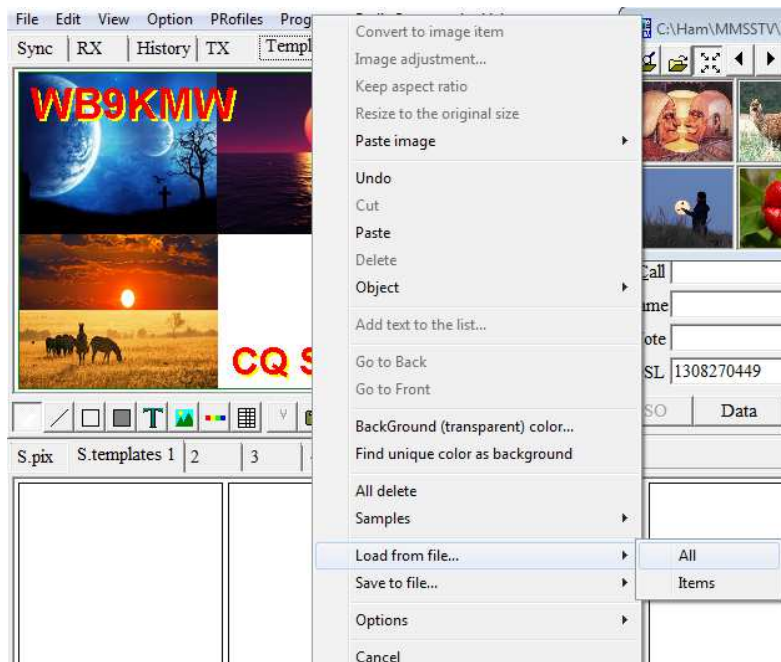 File Edit View Option PRofiles Prog
Sync RX History TX Templ
WB9KMW
CQ S
S.pix S.templates 1 2 3
Convert to image item
Image adjustment...
Keep aspect ratio
Resize to the original size
Paste image
Undo
Cut
Paste
Delete
Object
Add text to the list...
Go to Back
Go to Front
BackGround (transparent) color...
Find unique color as background
All delete
Samples
Load from file...
Save to file...
Options
Cancel
All
Items
C:\Ham\MMSSTV\
Call
ame
ote
SL 1308270449
SO Data